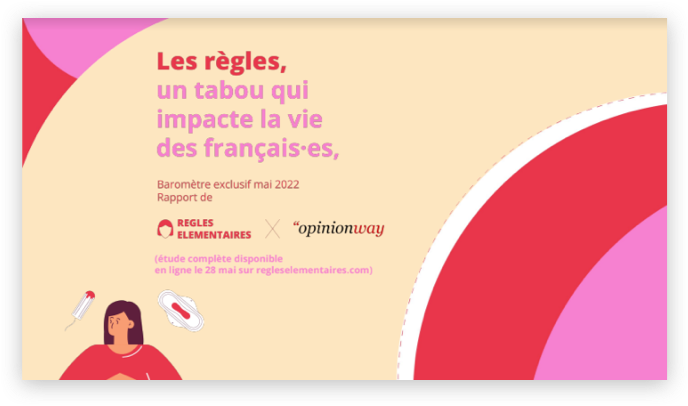 Les règles,
un tabou qui
impacte la vie
des français·es,
Baromètre exclusif mai 2022
Rapport de
REGLES
ELEMENTAIRES
“opinionway
(étude complète disponible
en ligne le 28 mai sur regleselementaires.com)